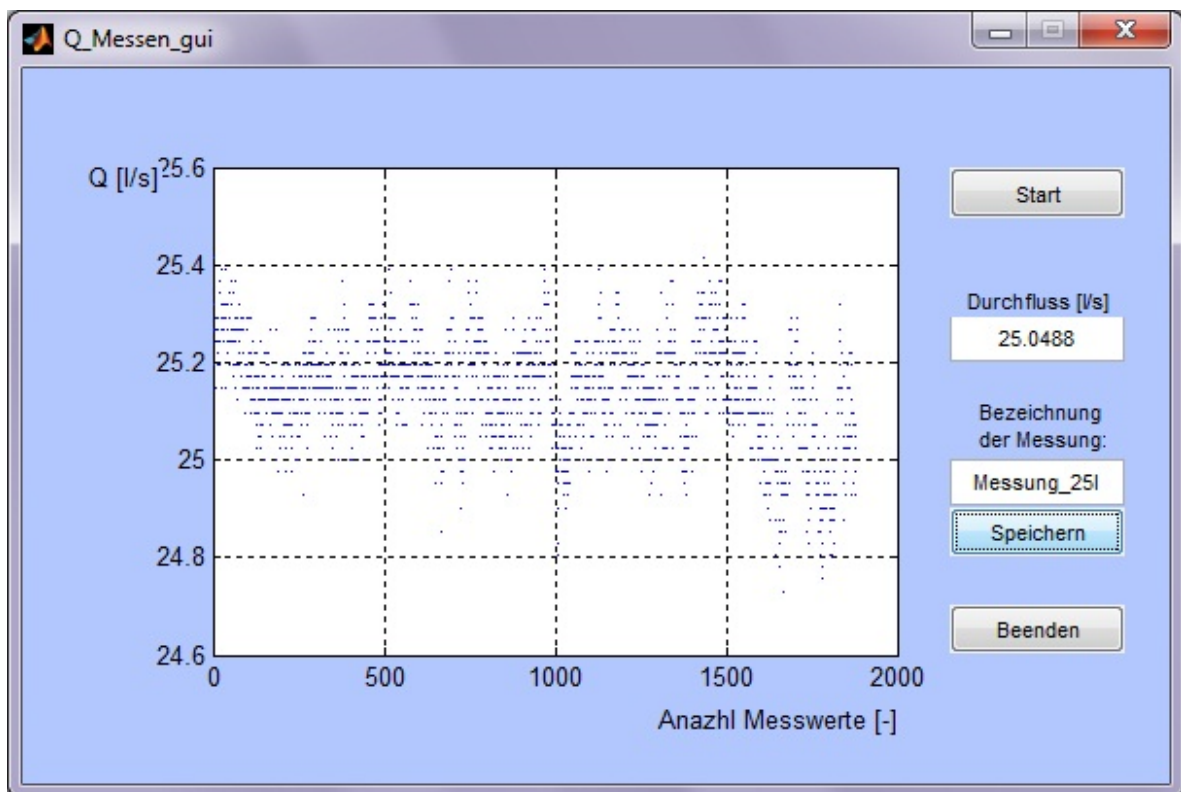 Q_Messen_gui
Q [l/s]
25.6
25.4
25.2
25
24.8
24.6
0 500 1000 1500 2000
Anazhl Messwerte [-]
Start
Durchfluss [l/s]
25.0488
Bezeichnung
der Messung:
Messung_25l
Speichern
Beenden